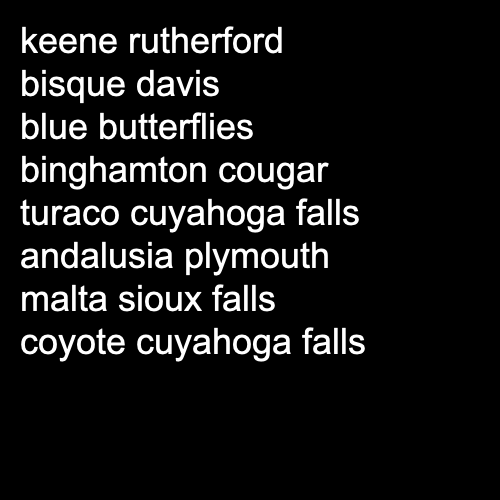 keene rutherford
bisque davis
blue butterflies
binghamton cougar
turaco cuyahoga falls
andalusia plymouth
malta sioux falls
coyote cuyahoga falls